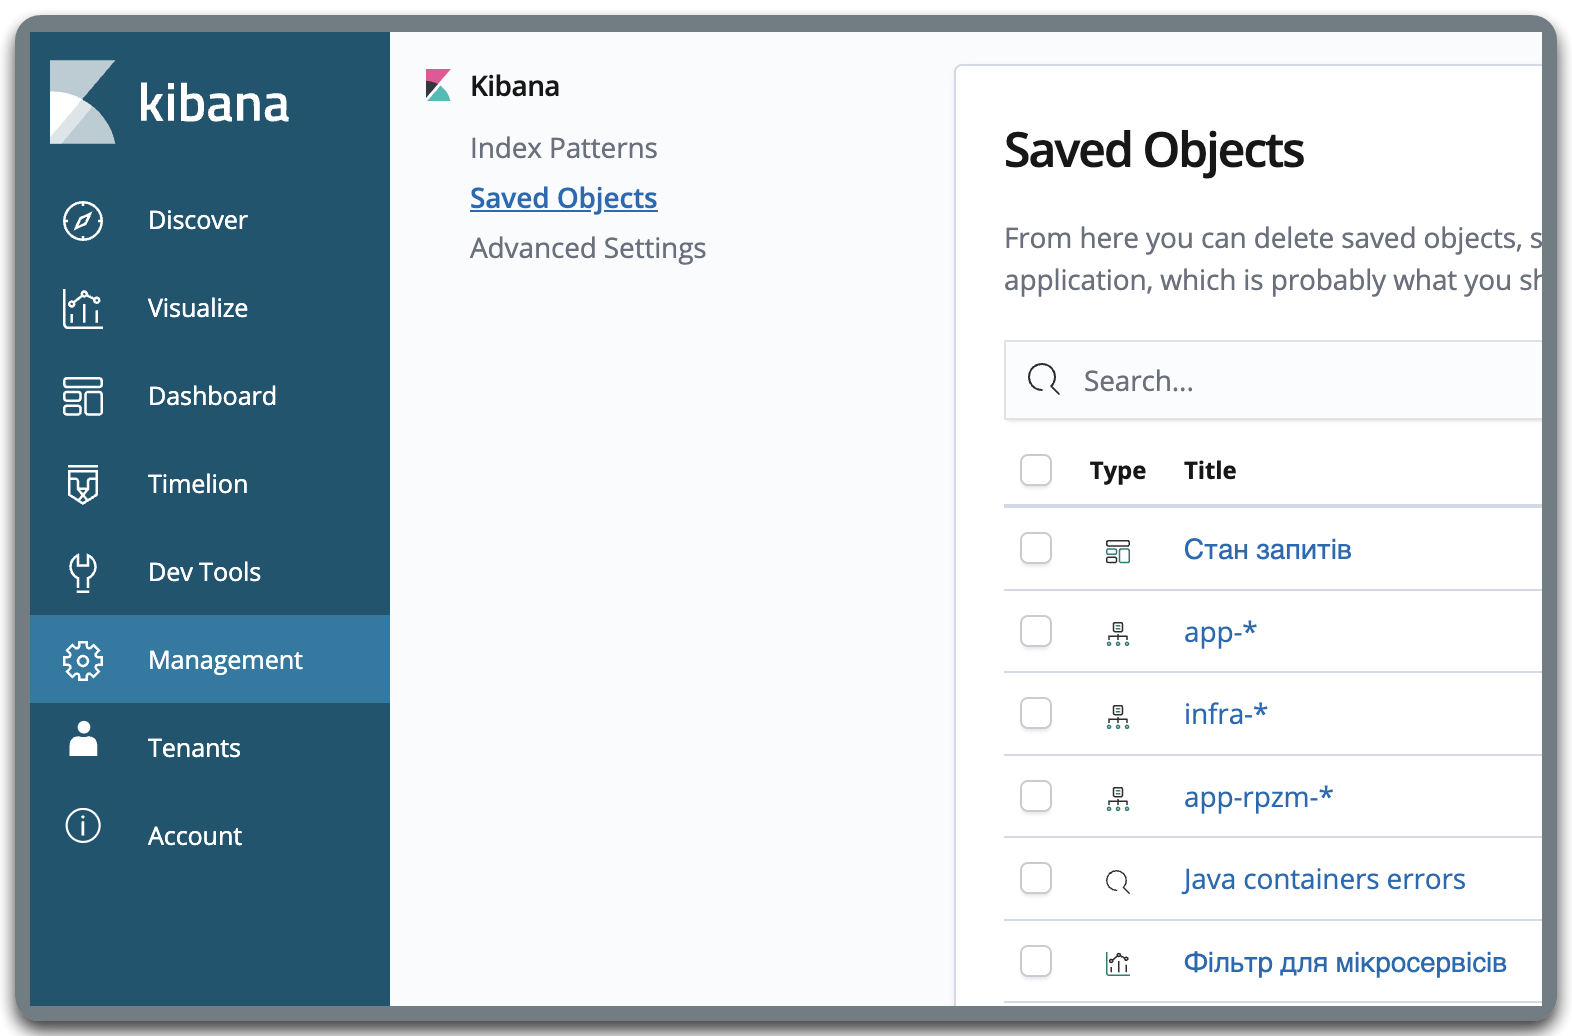 kibana
Discover
Visualize
Dashboard
Timelion
Dev Tools
Management
Tenants
Account
Kibana
Index Patterns
Saved Objects
Advanced Settings
Saved Objects
From here you can delete saved objects, s
application, which is probably what you sh
Search...
Type Title
Стан запитів
app-*
infra-*
app-rpzm-*
Java containers errors
Фільтр для мікросервісів